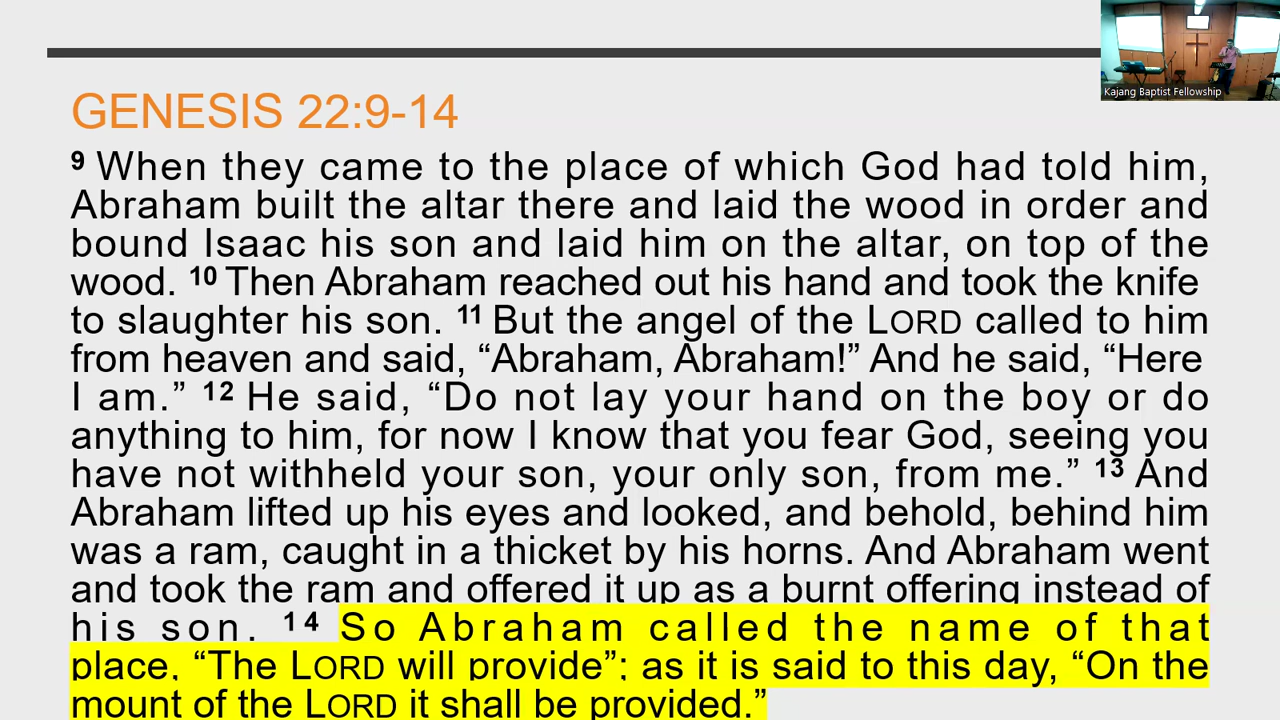 Kajang Baptist Fellowship
GENESIS 22:9-14
9 When they came to the place of which God had told him,
Abraham built the altar there and laid the wood in order and
bound Isaac his son and laid him on the altar, on top of the
wood. 10 Then Abraham reached out his hand and took the knife
to slaughter his son. 11 But the angel of the LORD called to him
from heaven and said, “Abraham, Abraham!” And he said, “Here
I am.” 12 He said, “Do not lay your hand on the boy or do
anything to him, for now I know that you fear God, seeing you
have not withheld your son, your only son, from me.” 13 And
Abraham lifted up his eyes and looked, and behold, behind him
was a ram, caught in a thicket by his horns. And Abraham went
and took the ram and offered it up as a burnt offering instead of
his son. 14 So Abraham called the name of that
place, “The LORD will provide”; as it is said to this day, “On the
mount of the LORD it shall be provided.”